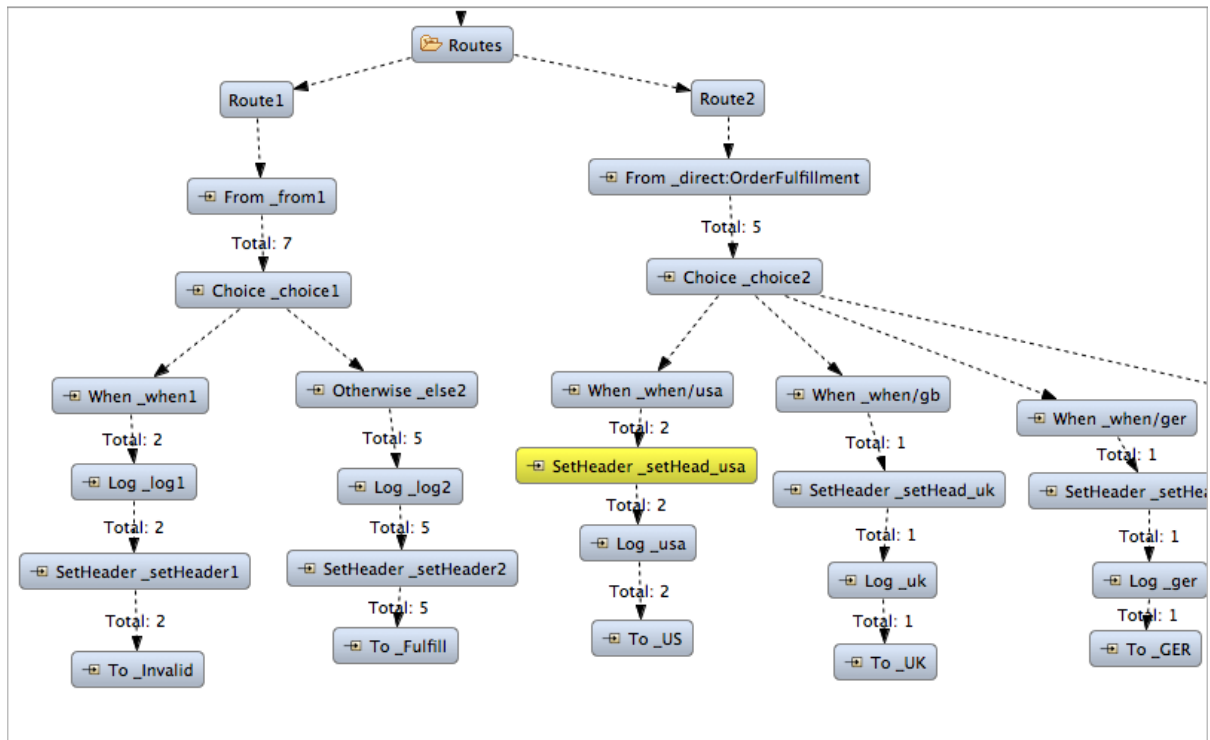 Routes
Route1
Route2
From _from1
From _direct:OrderFulfillment
Total: 7
Total: 5
Choice _choice1
Choice _choice2
When _when1
Otherwise _else2
When _when/usa
When _when/gb
When _when/ger
Total: 2
Total: 5
Total: 2
Total: 1
Total: 1
Log _log1
Log _log2
SetHeader _setHead_usa
SetHeader _setHead_uk
SetHeader _setHea
Total: 2
Total: 5
Total: 2
Total: 1
Total: 1
SetHeader _setHeader1
SetHeader _setHeader2
Log _usa
Log _uk
Log _ger
Total: 2
Total: 5
Total: 2
Total: 1
Total: 1
To _Invalid
To _Fulfill
To _US
To _UK
To _GER